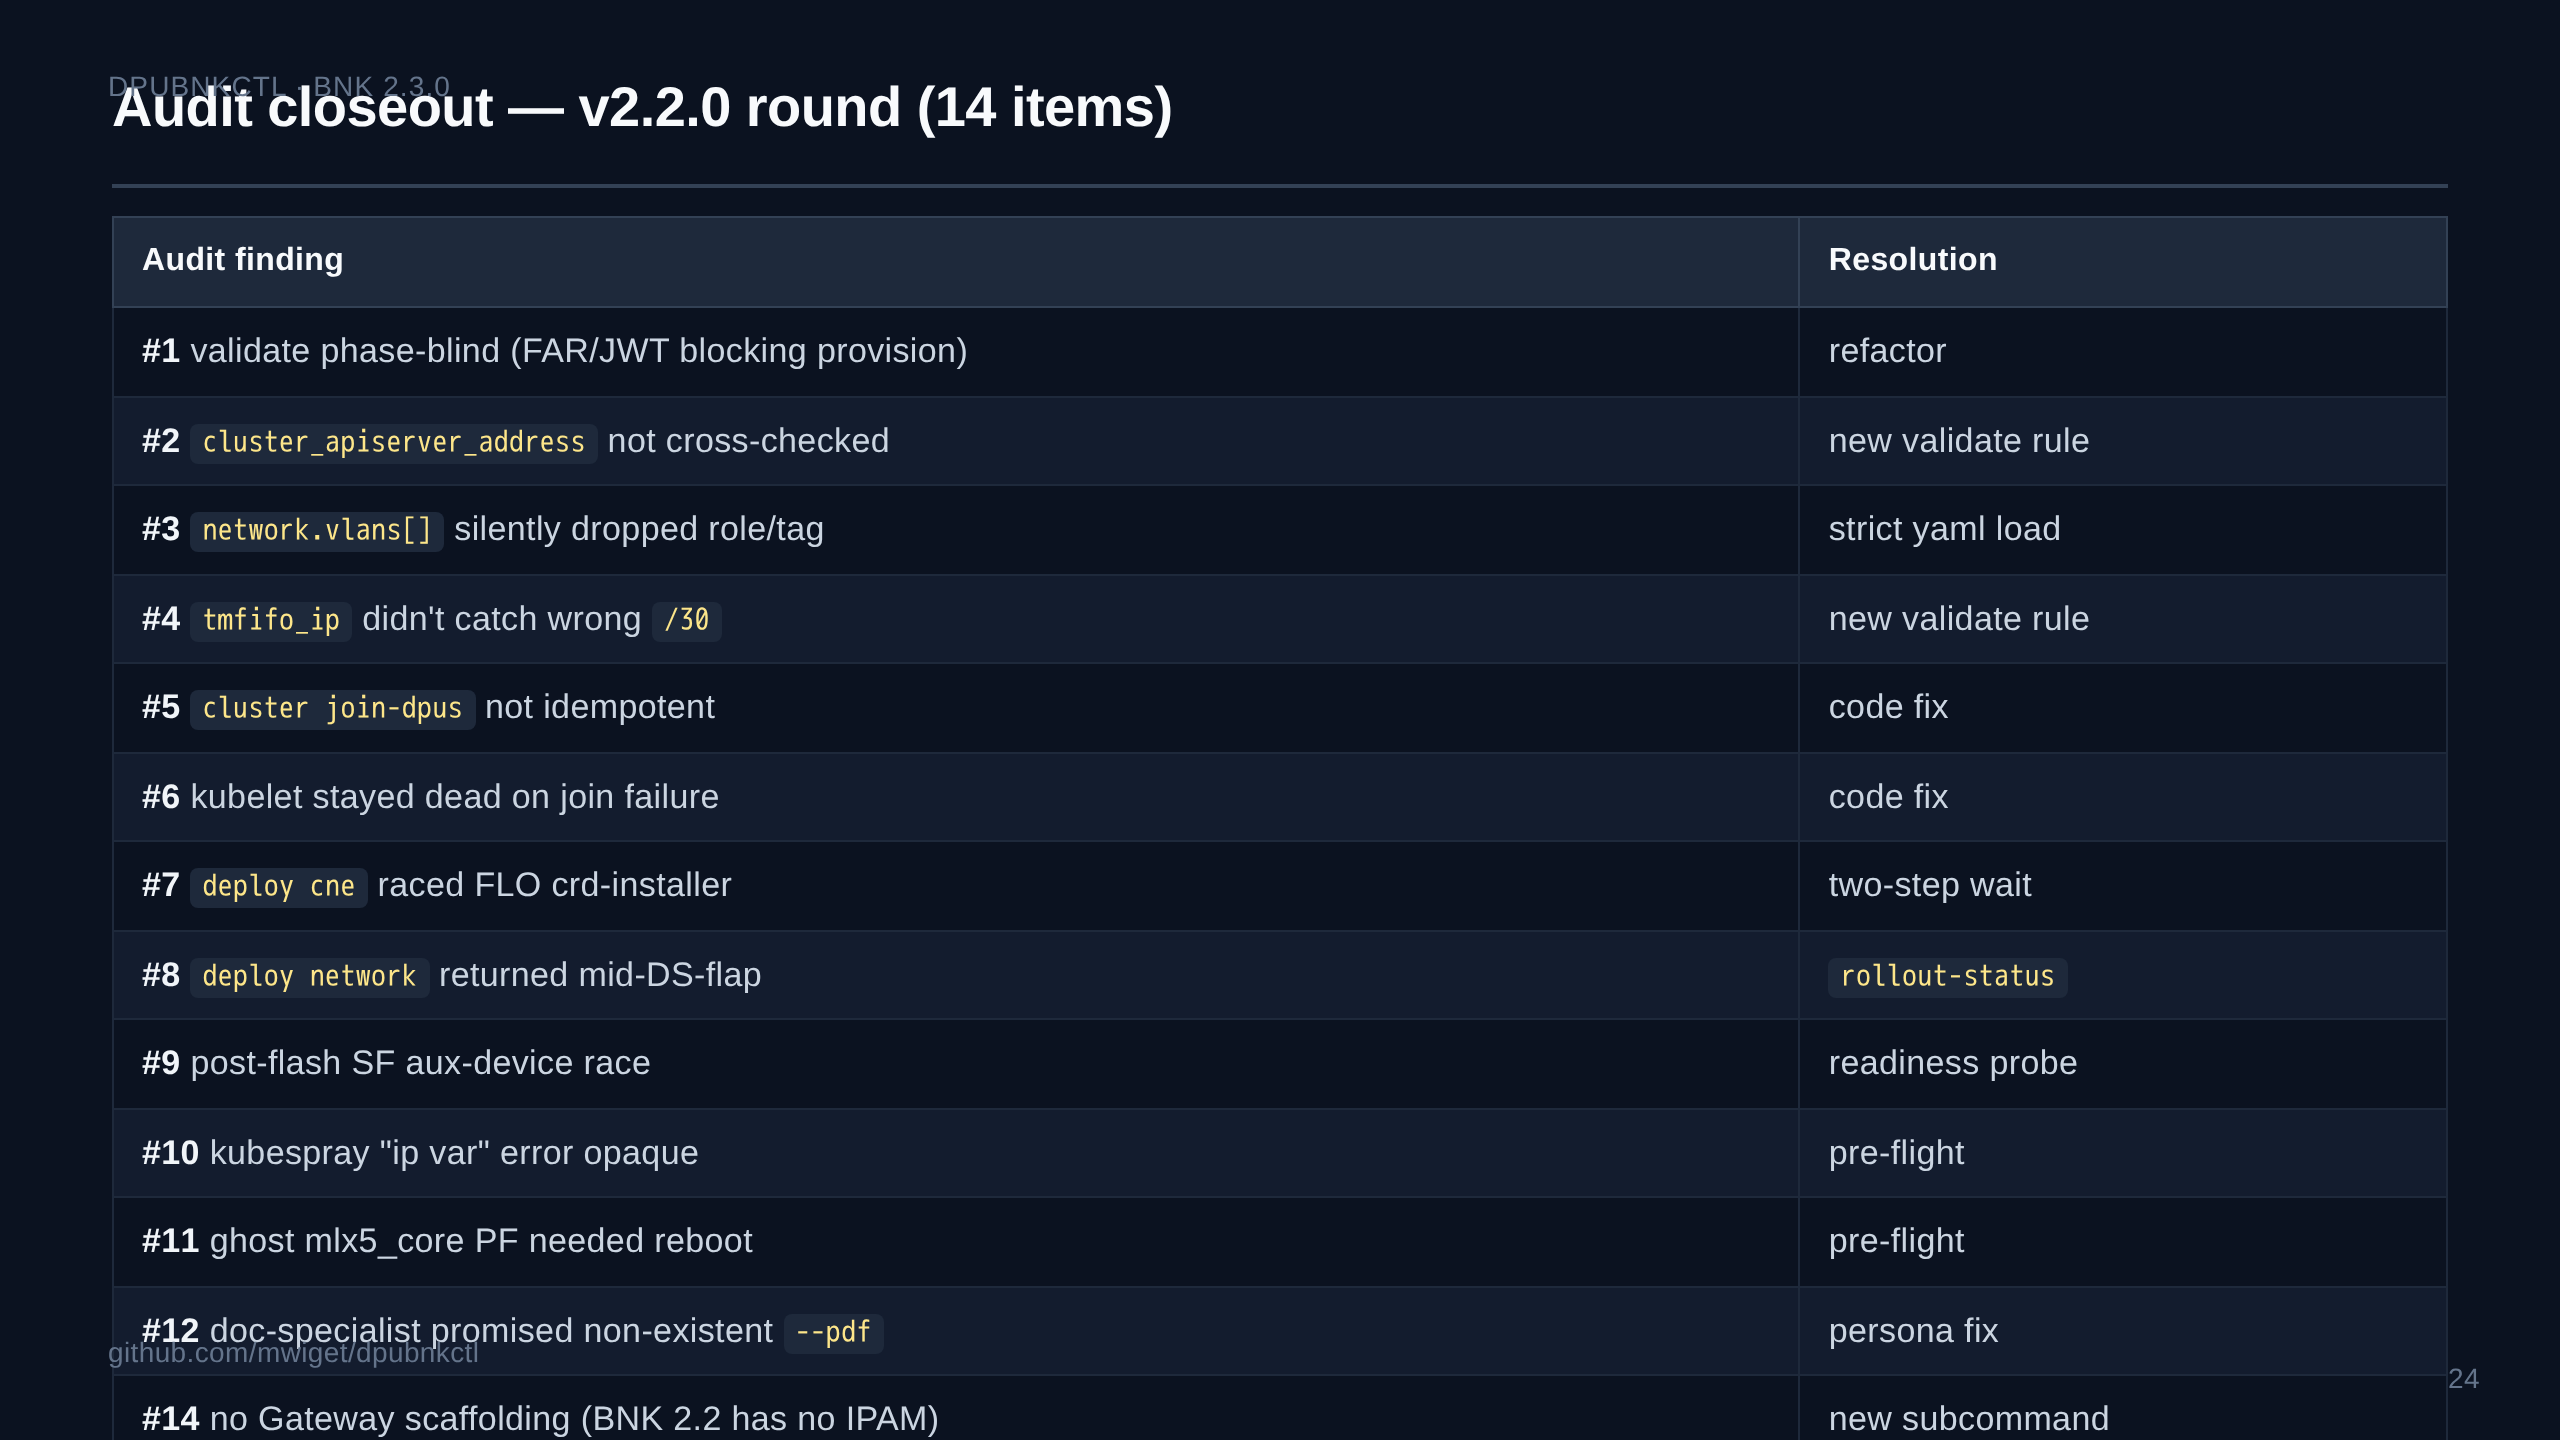 DPUBNKCTL · BNK 2.3.0
Audit closeout — v2.2.0 round (14 items)
Audit finding Resolution
#1 validate phase-blind (FAR/JWT blocking provision) refactor
#2 cluster_apiserver_address not cross-checked new validate rule
#3 network.vlans[] silently dropped role/tag strict yaml load
#4 tmfifo_ip didn't catch wrong /30 new validate rule
#5 cluster join-dpus not idempotent code fix
#6 kubelet stayed dead on join failure code fix
#7 deploy cne raced FLO crd-installer two-step wait
#8 deploy network returned mid-DS-flap rollout-status
#9 post-flash SF aux-device race readiness probe
#10 kubespray "ip var" error opaque pre-flight
#11 ghost mlx5_core PF needed reboot pre-flight
#12 doc-specialist promised non-existent --pdf persona fix
github.com/mwiget/dpubnkctl
24
#14 no Gateway scaffolding (BNK 2.2 has no IPAM) new subcommand